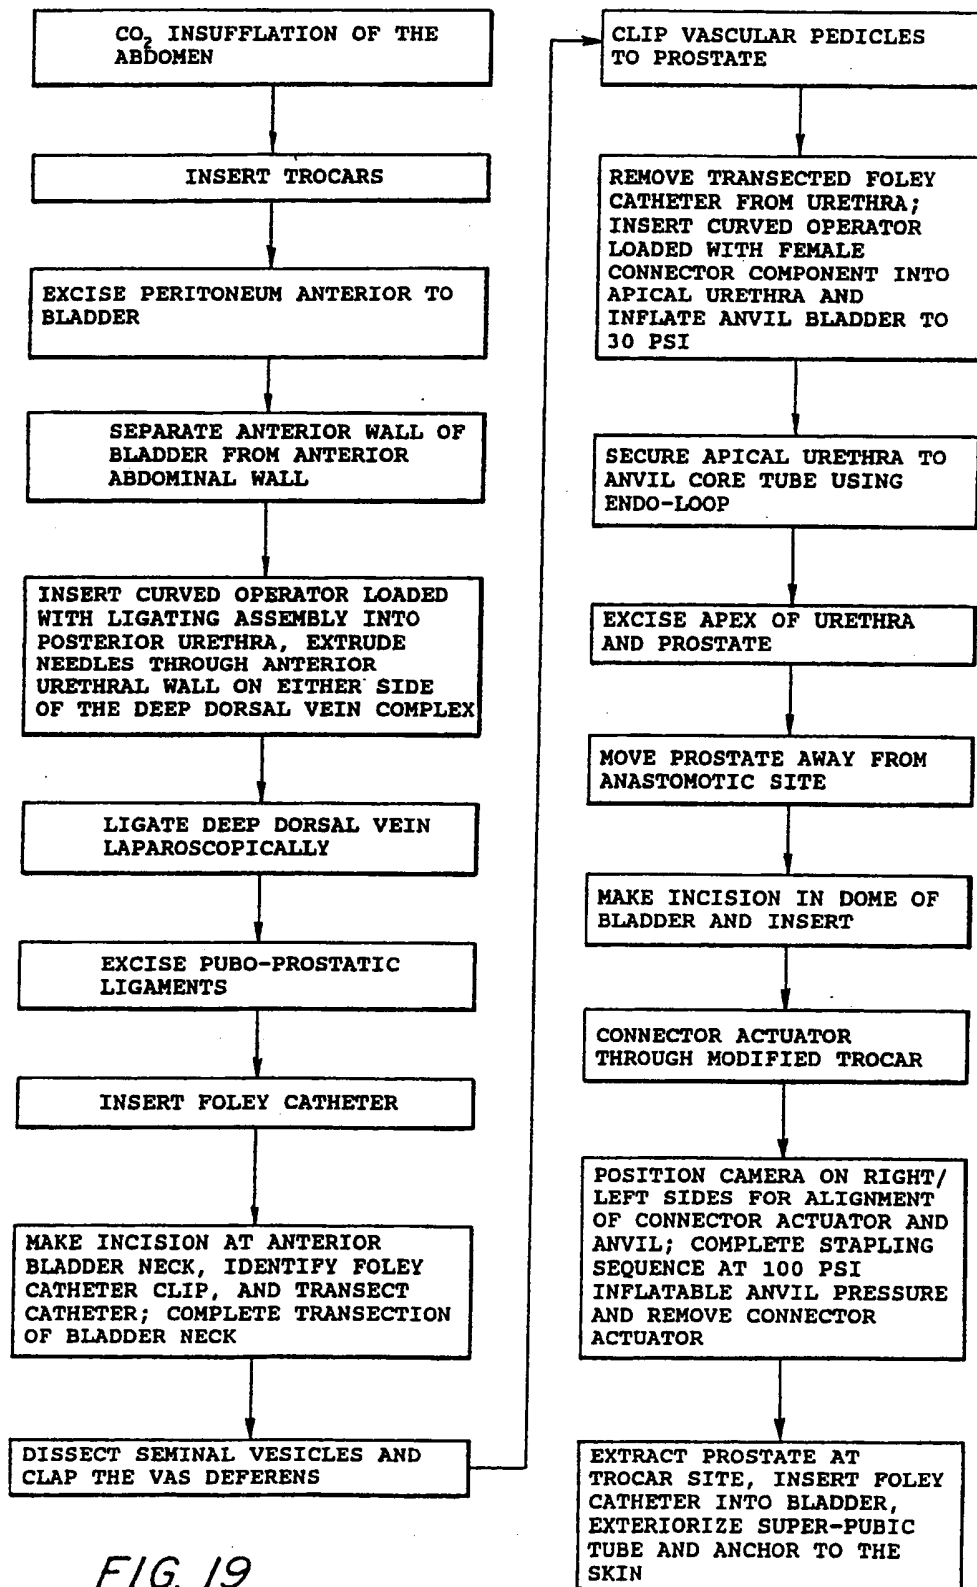 CO2 INSUFFLATION OF THE
ABDOMEN
INSERT TROCARS
EXCISE PERITONEUM ANTERIOR TO
BLADDER
SEPARATE ANTERIOR WALL OF
BLADDER FROM ANTERIOR
ABDOMINAL WALL
INSERT CURVED OPERATOR LOADED
WITH LIGATING ASSEMBLY INTO
POSTERIOR URETHRA, EXTRUDE
NEEDLES THROUGH ANTERIOR
URETHRAL WALL ON EITHER SIDE
OF THE DEEP DORSAL VEIN COMPLEX
LIGATE DEEP DORSAL VEIN
LAPAROSCOPICALLY
EXCISE PUBO-PROSTATIC
LIGAMENTS
INSERT FOLEY CATHETER
MAKE INCISION AT ANTERIOR
BLADDER NECK, IDENTIFY FOLEY
CATHETER CLIP, AND TRANSECT
CATHETER; COMPLETE TRANSECTION
OF BLADDER NECK
DISSECT SEMINAL VESICLES AND
CLAP THE VAS DEFERENS
CLIP VASCULAR PEDICLES
TO PROSTATE
REMOVE TRANSECTED FOLEY
CATHETER FROM URETHRA;
INSERT CURVED OPERATOR
LOADED WITH FEMALE
CONNECTOR COMPONENT INTO
APICAL URETHRA AND
INFLATE ANVIL BLADDER TO
30 PSI
SECURE APICAL URETHRA TO
ANVIL CORE TUBE USING
ENDO-LOOP
EXCISE APEX OF URETHRA
AND PROSTATE
MOVE PROSTATE AWAY FROM
ANASTOMOTIC SITE
MAKE INCISION IN DOME OF
BLADDER AND INSERT
CONNECTOR ACTUATOR
THROUGH MODIFIED TROCAR
POSITION CAMERA ON RIGHT/
LEFT SIDES FOR ALIGNMENT
OF CONNECTOR ACTUATOR AND
ANVIL; COMPLETE STAPLING
SEQUENCE AT 100 PSI
INFLATABLE ANVIL PRESSURE
AND REMOVE CONNECTOR
ACTUATOR
EXTRACT PROSTATE AT
TROCAR SITE, INSERT FOLEY
CATHETER INTO BLADDER,
EXTERIORIZE SUPER-PUBIC
TUBE AND ANCHOR TO THE
SKIN
FIG. 19